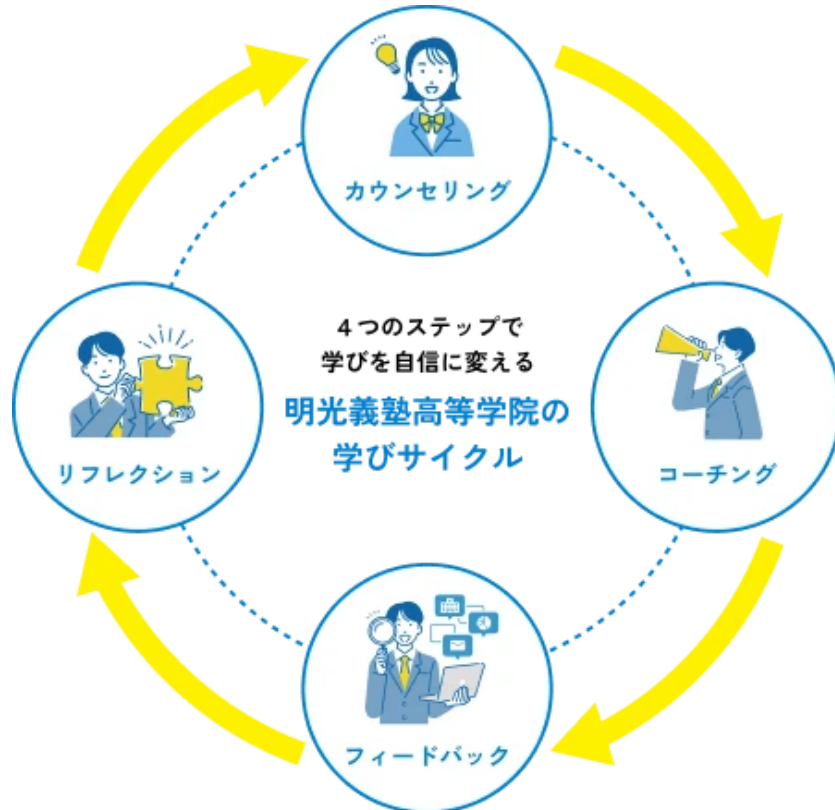 カウンセリング
4つのステップで
学びを自信に変える
明光義塾高等学院の
学びサイクル
リフレクション
コーチング
フィードバック